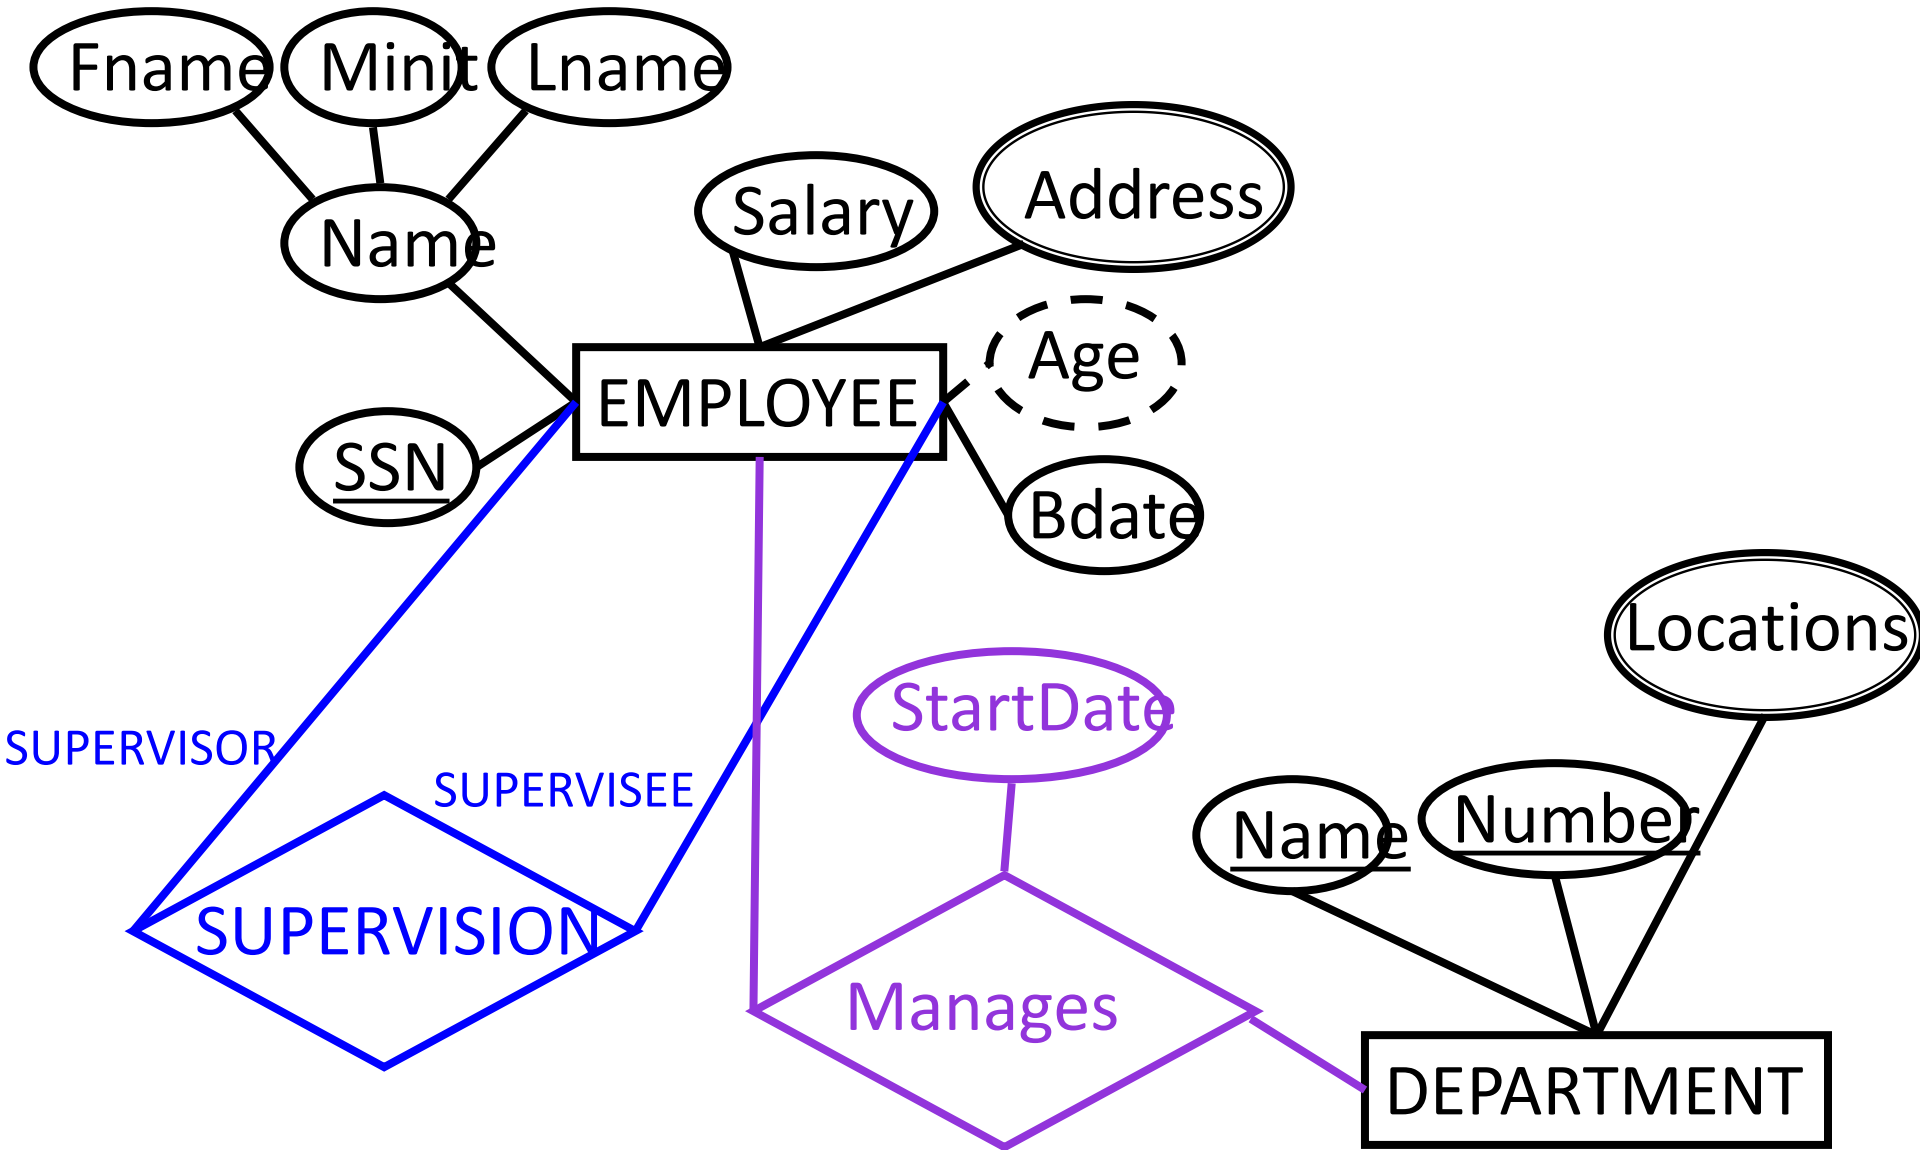 Fname
Minit
Lname
Name
Salary
Address
Age
EMPLOYEE
SSN
Bdate
Locations
StartDate
SUPERVISOR
SUPERVISEE
Name
Number
SUPERVISION
Manages
DEPARTMENT